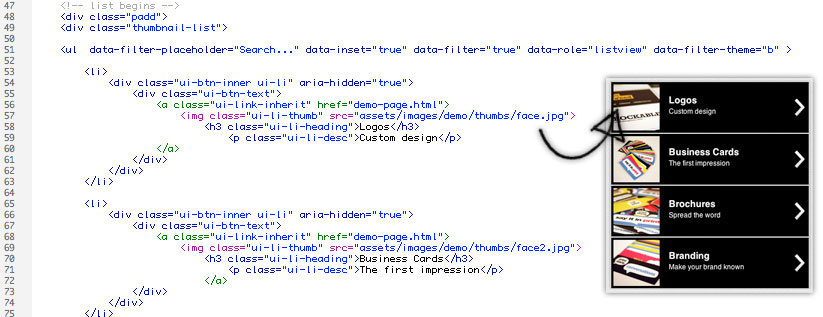 47 <!-- list begins -->
48 <div class="padd">
49 <div class="thumbnail-list">
50
51 <ul  data-filter-placeholder="Search..." data-inset="true" data-filter="true" data-role="listview" data-filter-theme="b" >
52
53 <li>
54 <div class="ui-btn-inner ui-li" aria-hidden="true">
55 <div class="ui-btn-text">
56 <a class="ui-link-inherit" href="demo-page.html">
57 <img class="ui-li-thumb" src="assets/images/demo/thumbs/face.jpg">
58 <h3 class="ui-li-heading">Logos</h3>
59 <p class="ui-li-desc">Custom design</p>
60 </a>
61 </div>
62 </div>
63 </li>
64
65 <li>
66 <div class="ui-btn-inner ui-li" aria-hidden="true">
67 <div class="ui-btn-text">
68 <a class="ui-link-inherit" href="demo-page.html">
69 <img class="ui-li-thumb" src="assets/images/demo/thumbs/face2.jpg">
70 <h3 class="ui-li-heading">Business Cards</h3>
71 <p class="ui-li-desc">The first impression</p>
72 </a>
73 </div>
74 </div>
75 </li>
Logos
Custom design
Business Cards
The first impression
Brochures
Spread the word
Branding
Make your brand known